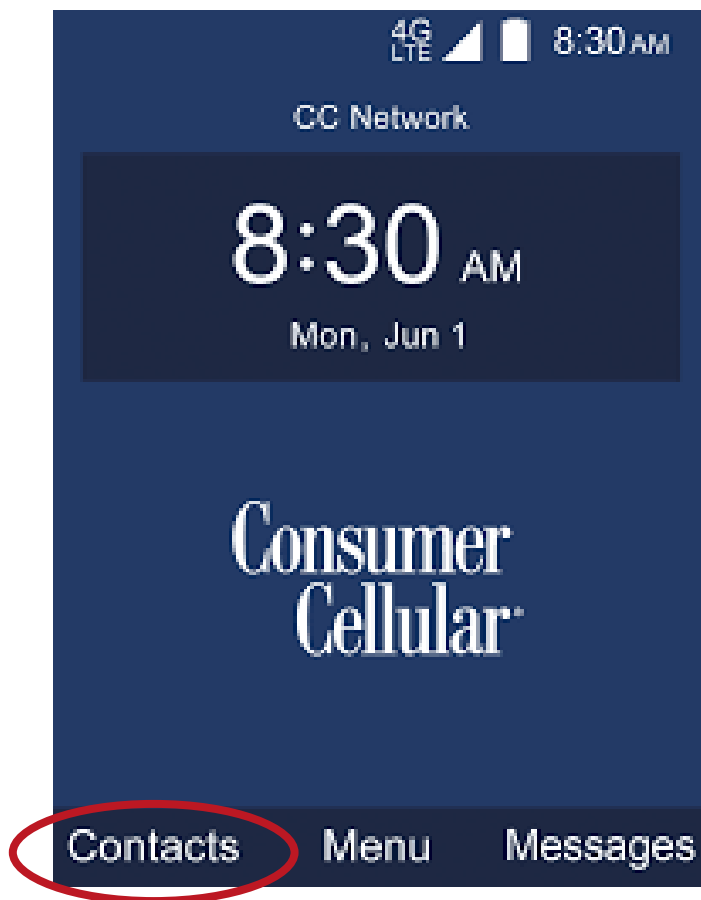 4G LTE 8:30 AM
CC Network
8:30 AM
Mon, Jun 1
Consumer
Cellular
Contacts Menu Messages